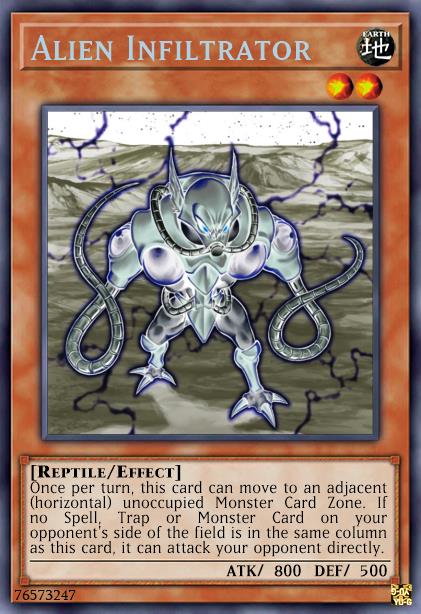 Alien Infiltrator
EARTH
地
[Reptile/Effect]
Once per turn, this card can move to an adjacent
(horizontal) unoccupied Monster Card Zone. If
no Spell, Trap or Monster Card on your
opponent's side of the field is in the same column
as this card, it can attack your opponent directly.
ATK/ 800 DEF/ 500
76573247